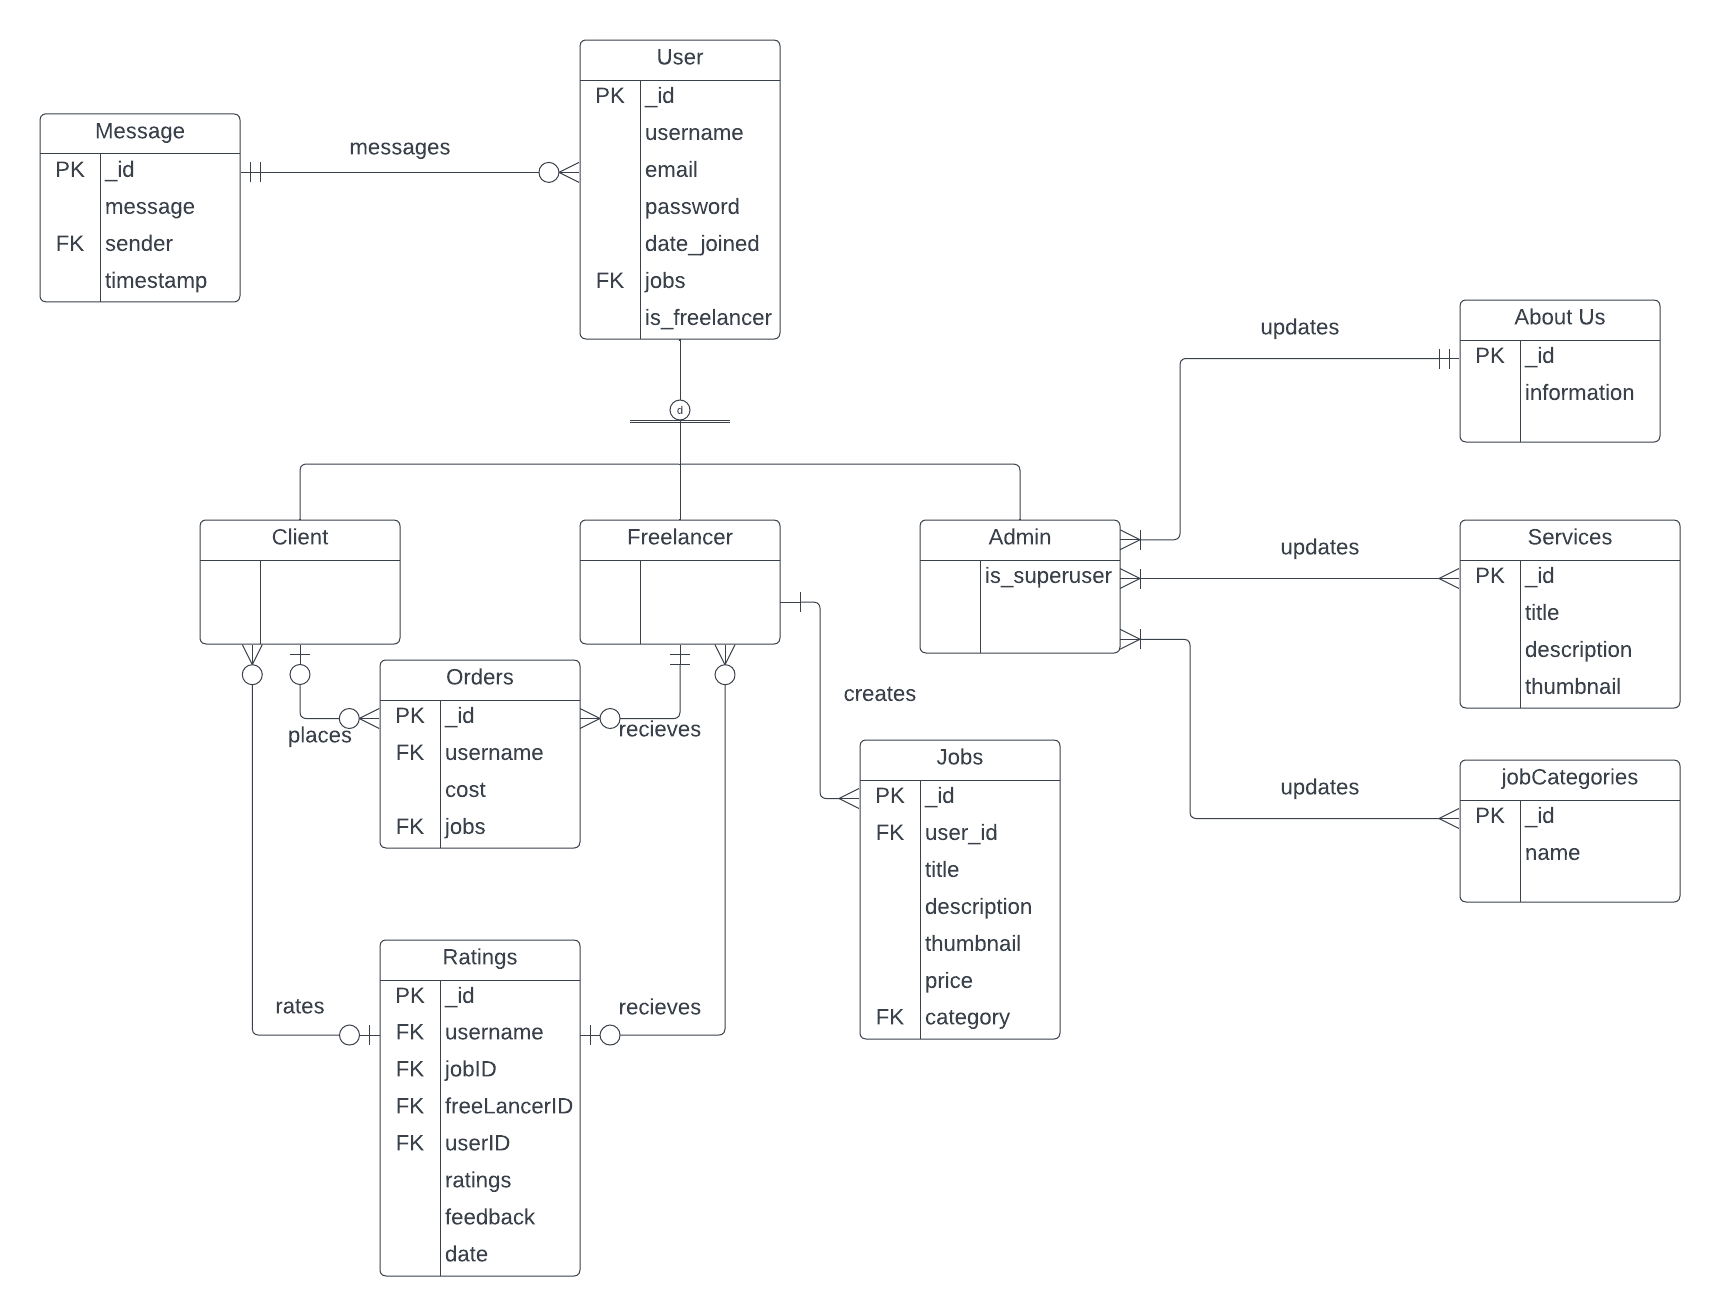 User
PK _id
username
email
password
date_joined
FK jobs
is_freelancer
Message
PK _id
message
FK sender
timestamp
messages
d
About Us
PK _id
information
updates
Client
Freelancer
Admin
is_superuser
updates
Services
PK _id
title
description
thumbnail
Orders
PK _id
FK username
cost
FK jobs
places
recieves
creates
Jobs
PK _id
FK user_id
title
description
thumbnail
price
FK category
updates
jobCategories
PK _id
name
Ratings
PK _id
FK username
FK jobID
FK freeLancerID
FK userID
ratings
feedback
date
rates
recieves